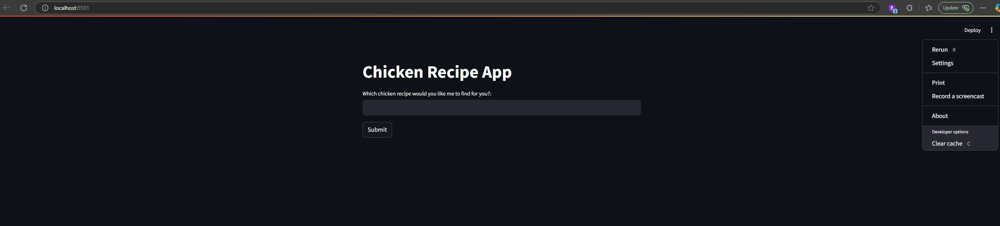 localhost:8501
R
2
Update
Deploy
Rerun R
Settings
Print
Record a screencast
About
Developer options
Clear cache C
Chicken Recipe App
Which chicken recipe would you like me to find for you?:
Submit